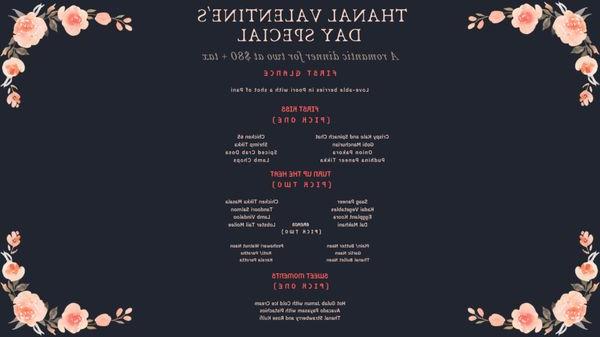 THANAL VALENTINE'S
DAY SPECIAL
A romantic dinner for two at $80 + tax
FIRST GLANCE
Love-able berries in Poori with a shot of Pani
FIRST KISS
(PICK ONE)
Crispy Kale and Spinach Chat
Gobi Manchurian
Onion Pakora
Pudhina Paneer Tikka
Chicken 65
Shrimp Tikka
Spiced Crab Dosa
Lamb Chops
TURN UP THE HEAT
(PICK TWO)
Saag Paneer
Kadai Vegetables
Eggplant Koora
Dal Makhani
Chicken Tikka Masala
Tandoori Salmon
Lamb Vindaloo
Lobster Moilee Tail
BREADS
(PICK TWO)
Plain/ Butter Naan
Garlic Naan
Thanal Bullet Naan
Peshawari Walnut Naan
Roti/ Paratha
Kerala Parotta
SWEET MOMENTS
(PICK ONE)
Hot Gulab Jamun with Cold Ice Cream
Avocado Payasam with Pistachios
Thanal Strawberry and Rose Kulfi